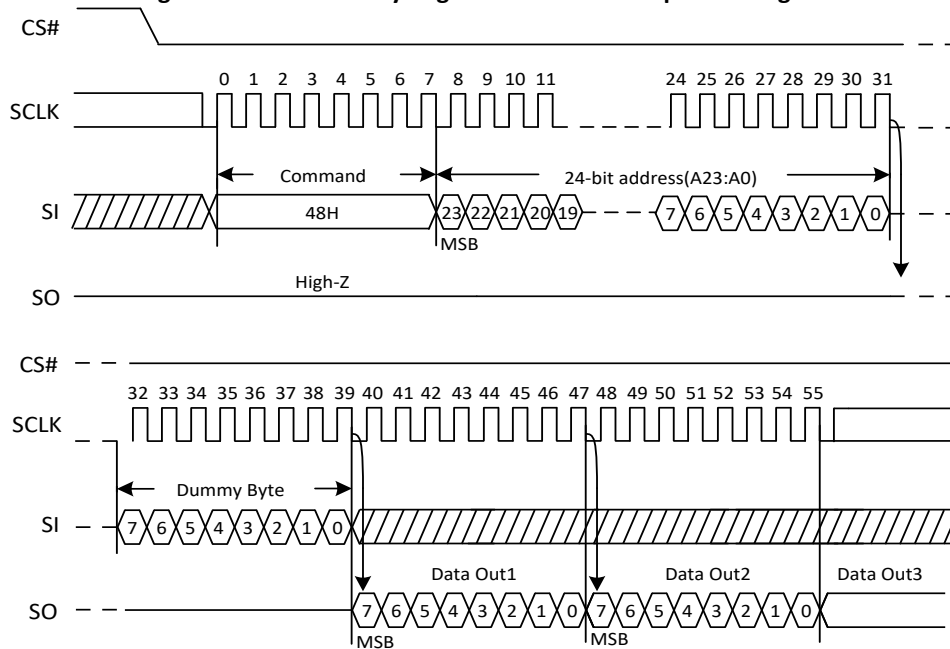 CS#
0 1 2 3 4 5 6 7 8 9 10 11 24 25 26 27 28 29 30 31
SCLK
Command 24-bit address(A23:A0)
SI 48H 23 22 21 20 19 7 6 5 4 3 2 1 0
MSB
High-Z
SO
CS#
32 33 34 35 36 37 38 39 40 41 42 43 44 45 46 47 48 49 50 51 52 53 54 55
SCLK
Dummy Byte
SI 7 6 5 4 3 2 1 0
Data Out1 Data Out2 Data Out3
SO 7 6 5 4 3 2 1 0 7 6 5 4 3 2 1 0
MSB MSB